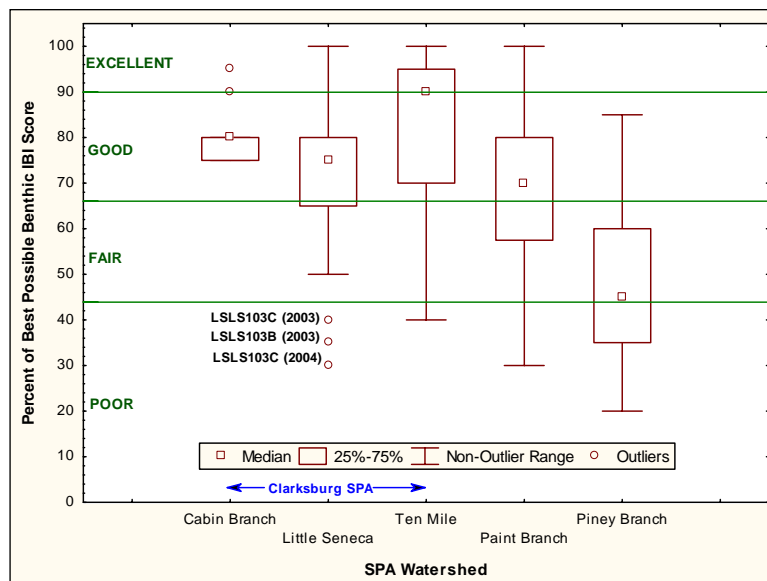 Percent of Best Possible Benthic IBI Score
100
90
80
70
60
50
40
30
20
10
0
EXCELLENT
GOOD
FAIR
POOR
LSLS103C (2003)
LSLS103B (2003)
LSLS103C (2004)
Median 25%-75% Non-Outlier Range Outliers
Clarksburg SPA
Cabin Branch Ten Mile Piney Branch
Little Seneca Paint Branch
SPA Watershed